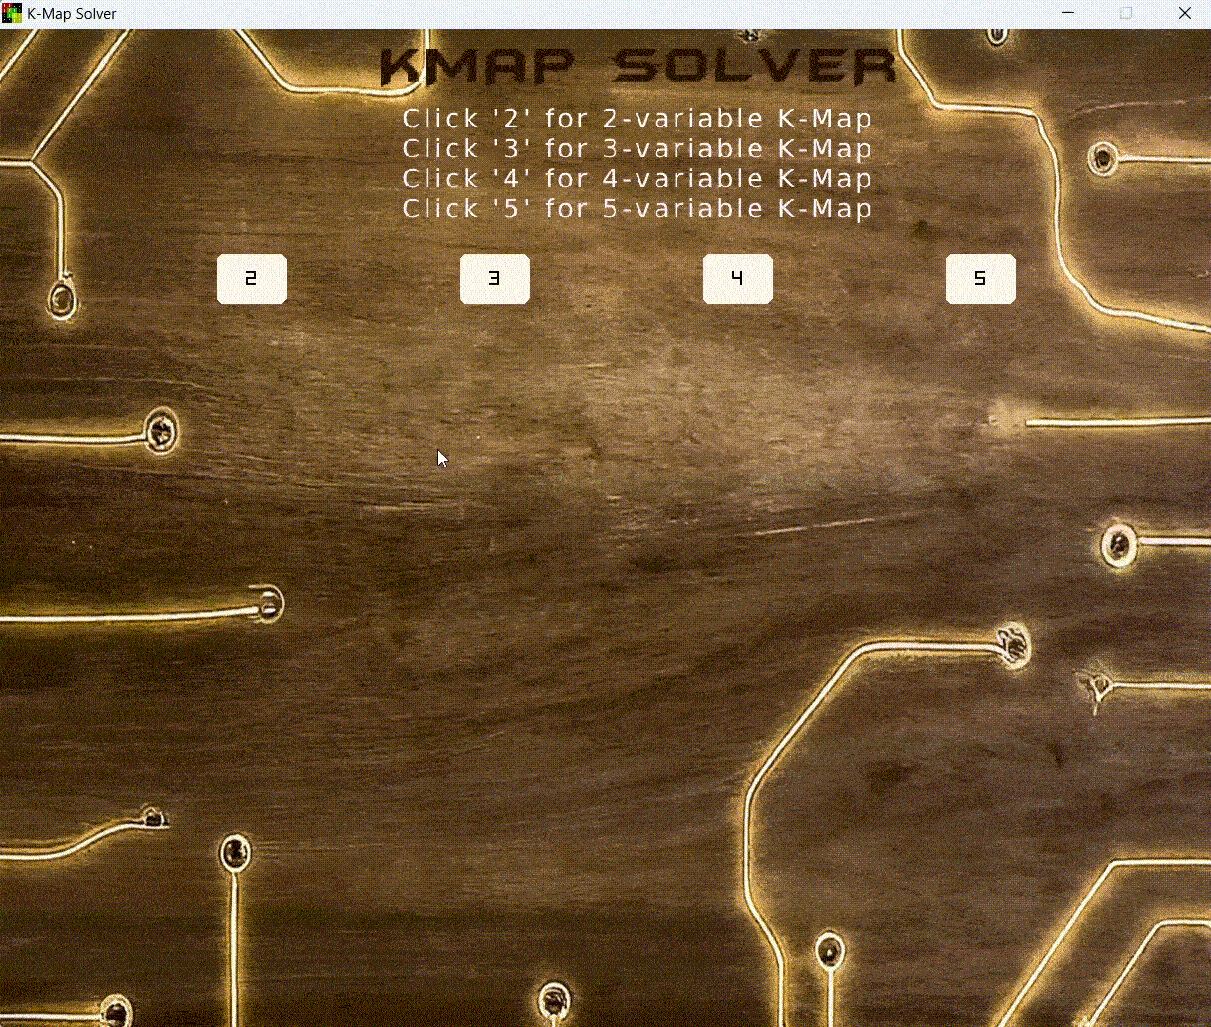 K-Map Solver
KMAP SOLVER
Click '2' for 2-variable K-Map
Click '3' for 3-variable K-Map
Click '4' for 4-variable K-Map
Click '5' for 5-variable K-Map
2 3 4 5